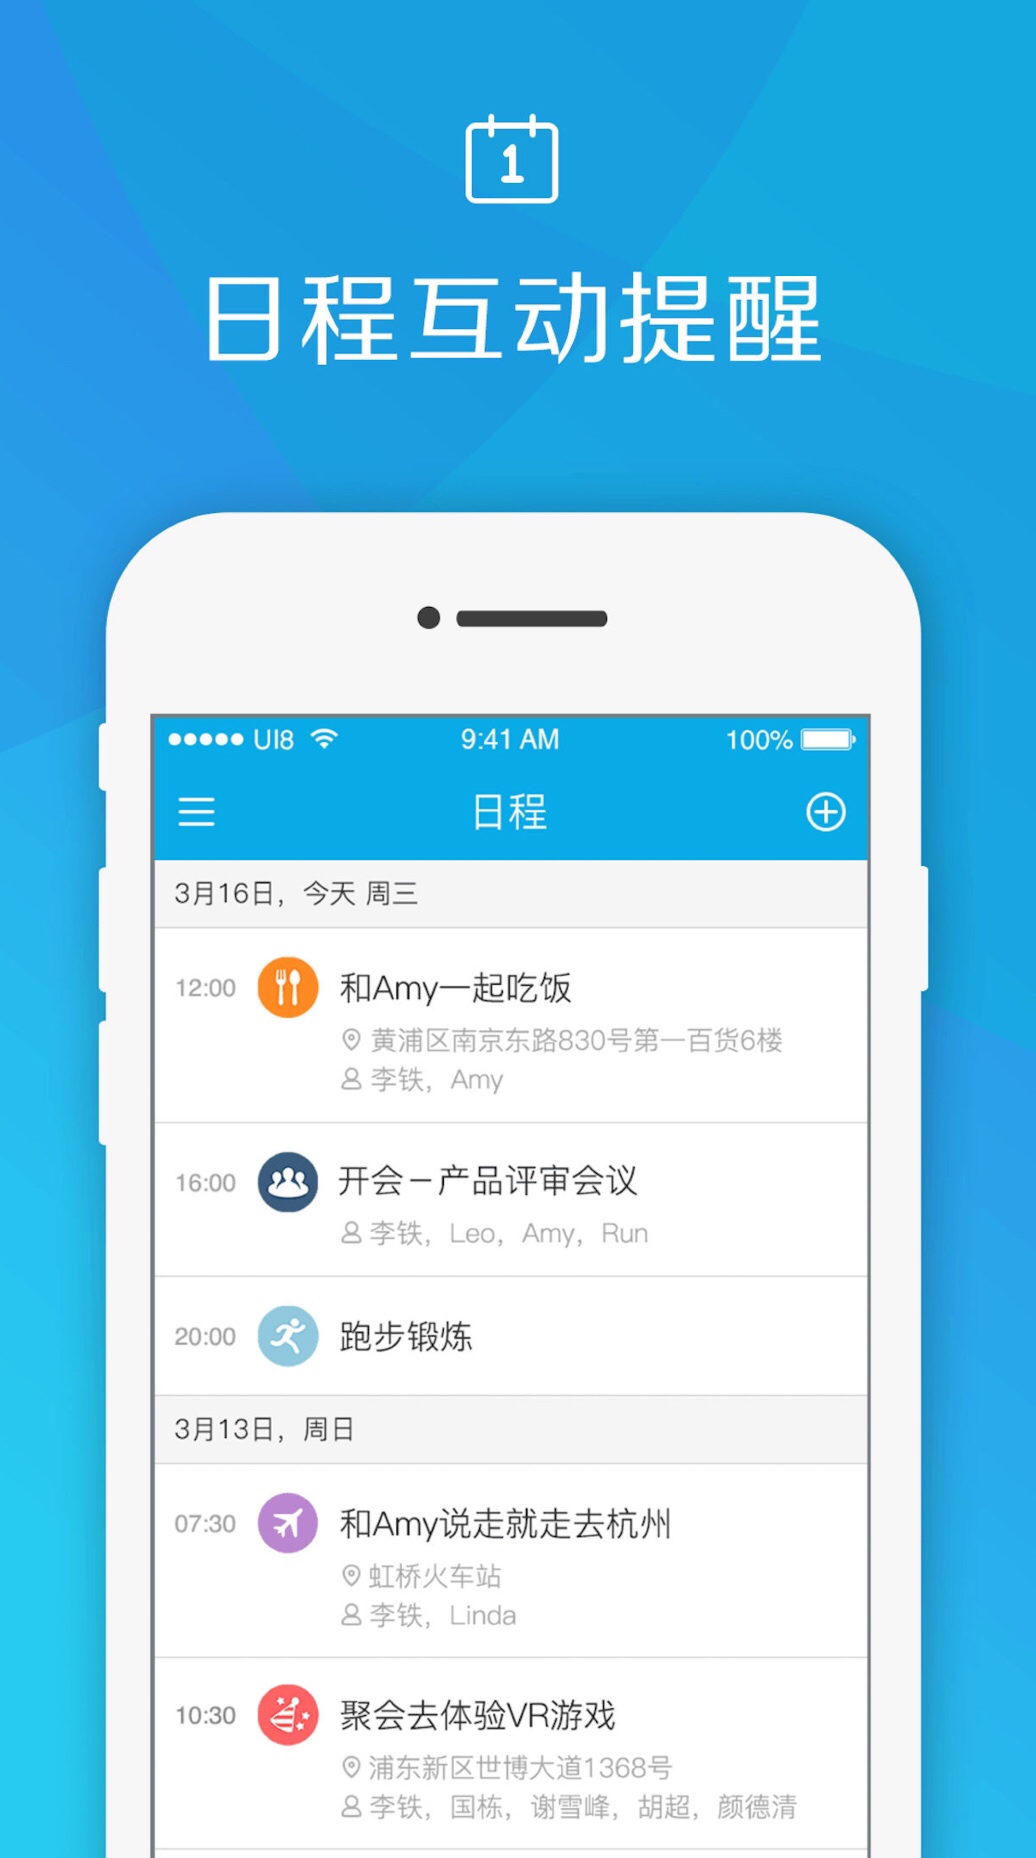 1
日程互动提醒
UI8 9:41 AM 100%
日程
3月16日，今天 周三
12:00 和Amy一起吃饭
黄浦区南京东路830号第一百货6楼
李铁，Amy
16:00 开会－产品评审会议
李铁，Leo，Amy，Run
20:00 跑步锻炼
3月13日，周日
07:30 和Amy说走就走去杭州
虹桥火车站
李铁，Linda
10:30 聚会去体验VR游戏
浦东新区世博大道1368号
李铁，国栋，谢雪峰，胡超，颜德清